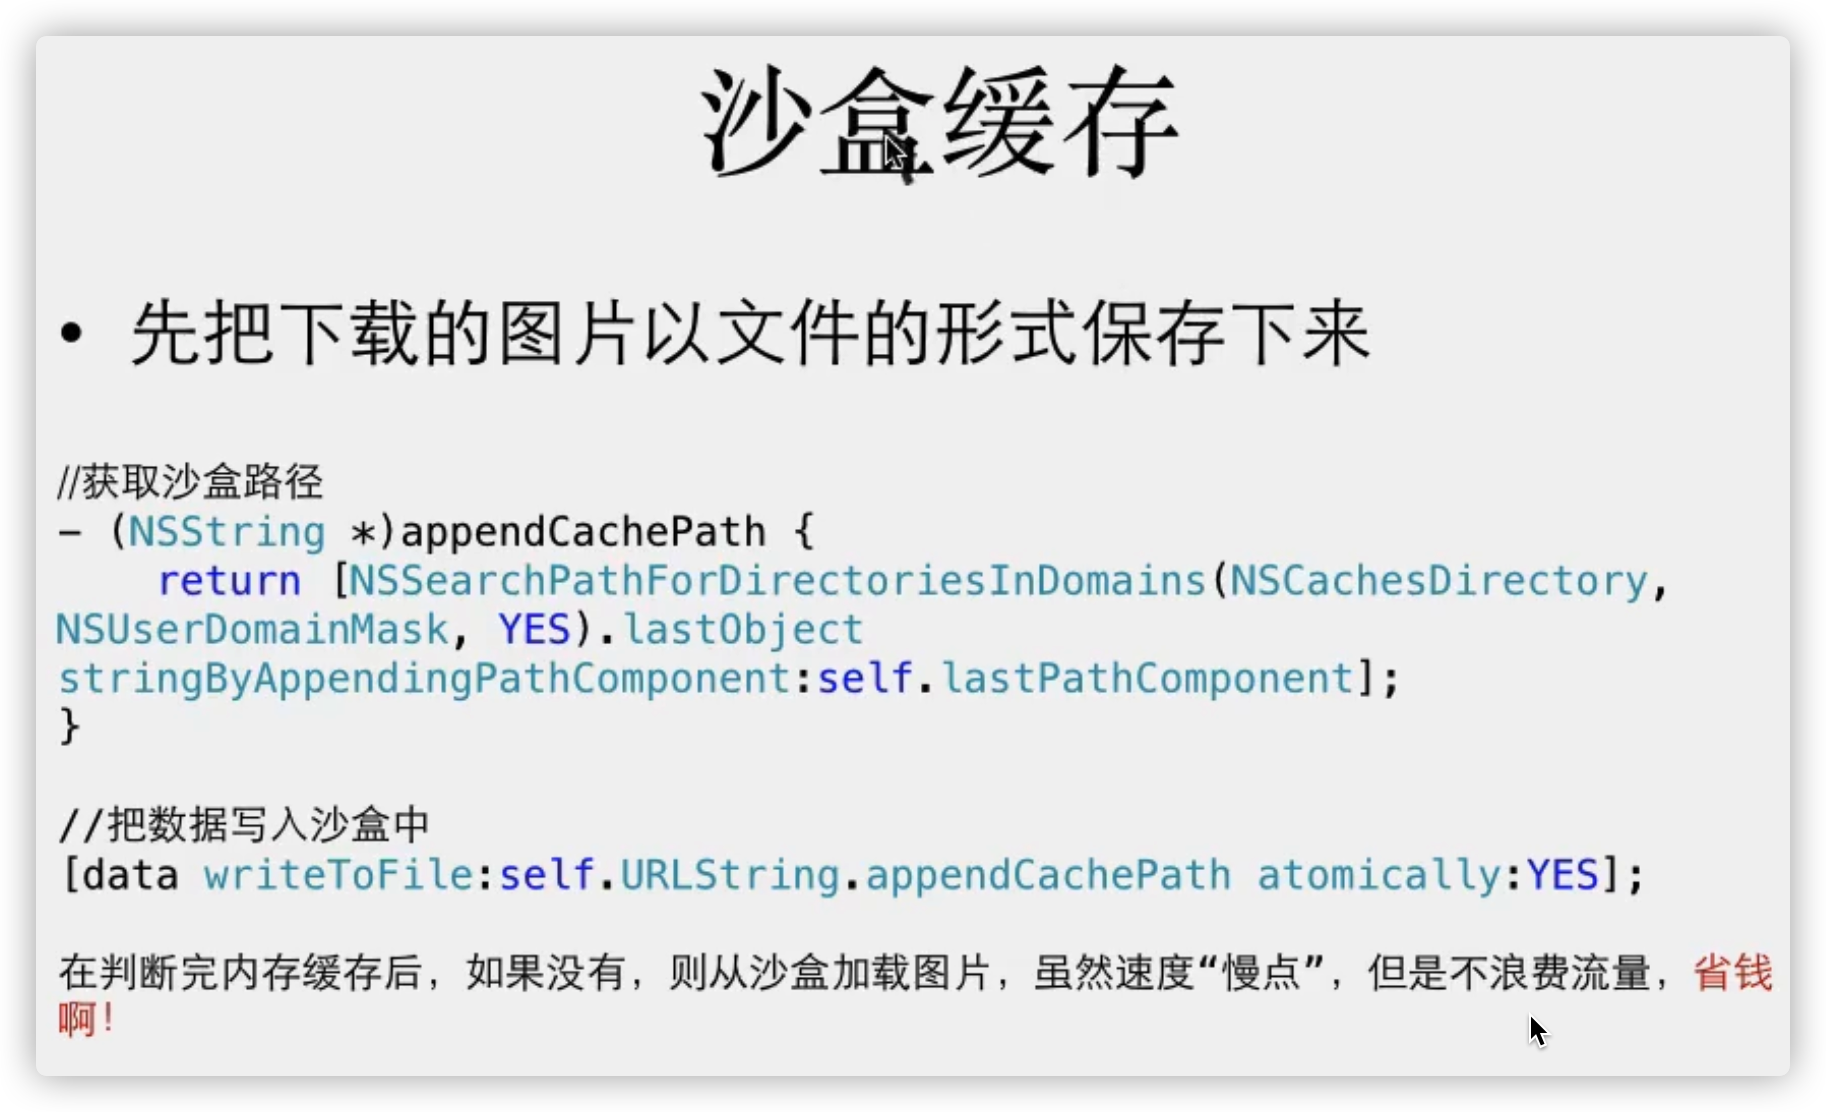 沙盒缓存
• 先把下载的图片以文件的形式保存下来
//获取沙盒路径
– (NSString *)appendCachePath {
    return [NSSearchPathForDirectoriesInDomains(NSCachesDirectory,
NSUserDomainMask, YES).lastObject
stringByAppendingPathComponent:self.lastPathComponent];
}
//把数据写入沙盒中
[data writeToFile:self.URLString.appendCachePath atomically:YES];
在判断完内存缓存后，如果没有，则从沙盒加载图片，虽然速度“慢点”，但是不浪费流量，省钱
啊！